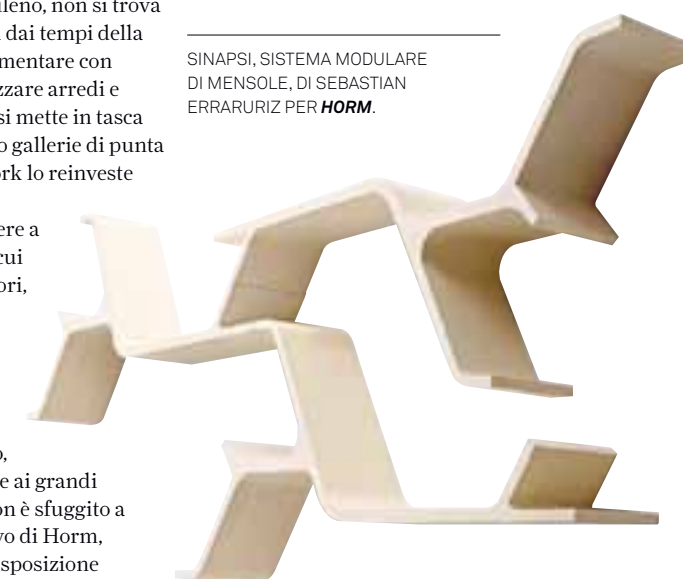 ileno, non si trova
dai tempi della
mentare con
zzare arredi e
si mette in tasca
o gallerie di punta
rk lo reinveste
ere a
cui
ori,
o,
e ai grandi
on è sfuggito a
vo di Horm,
sposizione
SINAPSI, SISTEMA MODULARE
DI MENSOLE, DI SEBASTIAN
ERRARURIZ PER HORM.